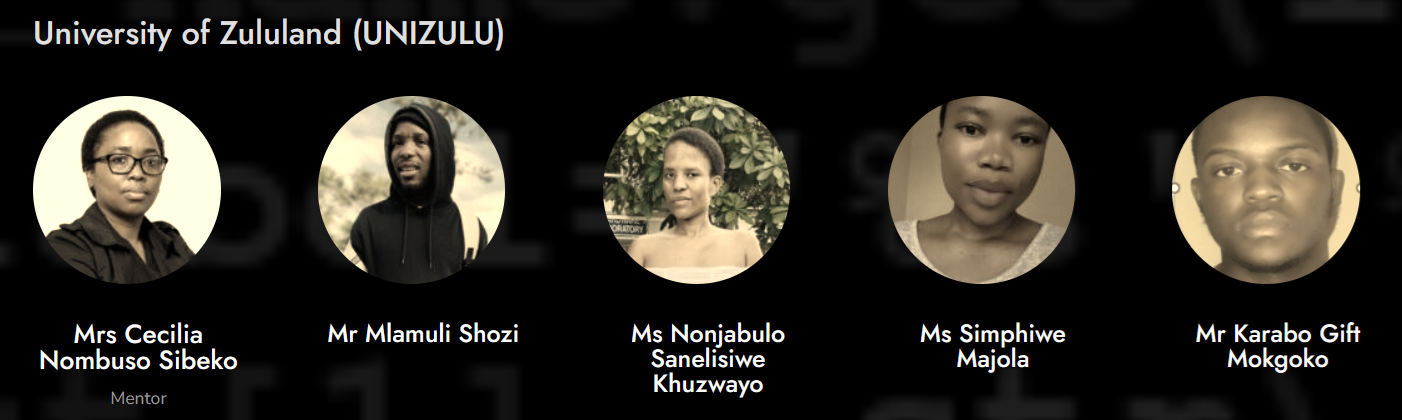 University of Zululand (UNIZULU)
ORATORY
Mrs Cecilia
Nombuso Sibeko
Mentor
Mr Mlamuli Shozi
Ms Nonjabulo
Sanelisiwe
Khuzwayo
Ms Simphiwe
Majola
Mr Karabo Gift
Mokgoko